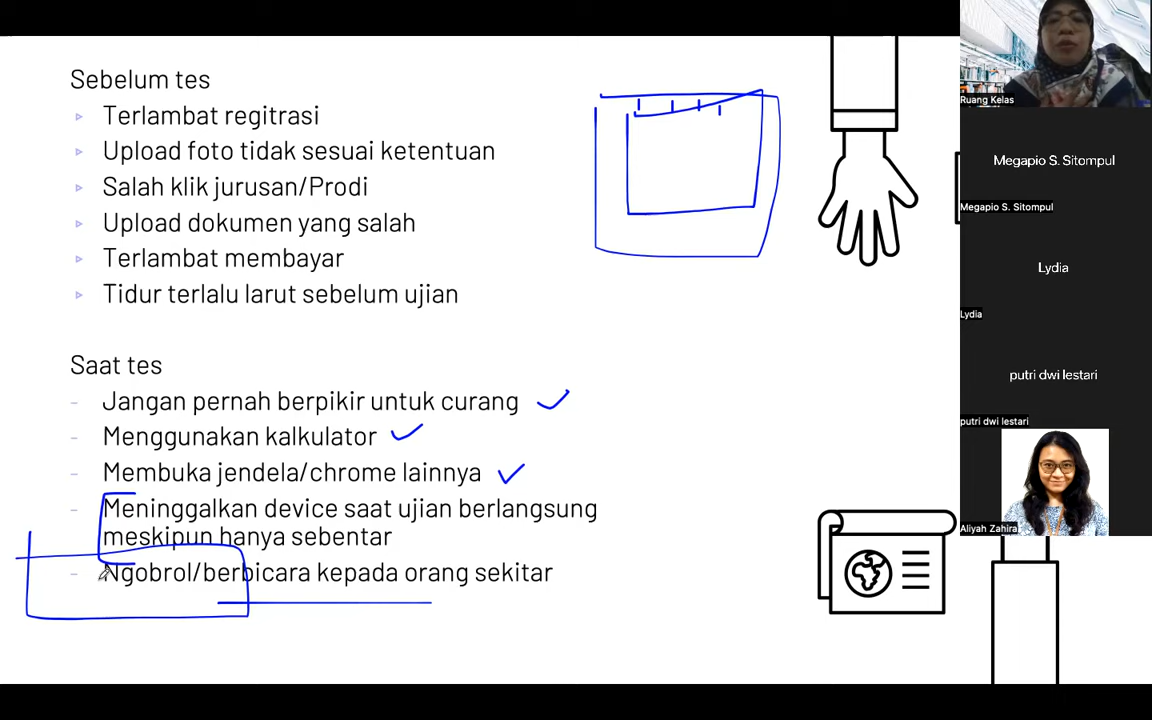 Sebelum tes
Terlambat regitrasi
Upload foto tidak sesuai ketentuan
Salah klik jurusan/Prodi
Upload dokumen yang salah
Terlambat membayar
Tidur terlalu larut sebelum ujian
Saat tes
- Jangan pernah berpikir untuk curang
- Menggunakan kalkulator
- Membuka jendela/chrome lainnya
- Meninggalkan device saat ujian berlangsung
meskipun hanya sebentar
- Ngobrol/berbicara kepada orang sekitar
Ruang Kelas
Megapio S. Sitompul
Megapio S. Sitompul
Lydia
Lydia
putri dwi lestari
putri dwi lestari
Aliyah Zahira